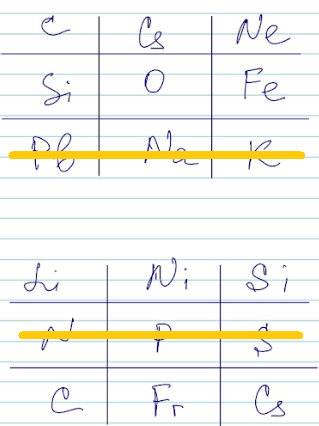 C Cs Ne
Si O Fe
Pb Na K
Li Ni Si
N P S
C Fr Cs